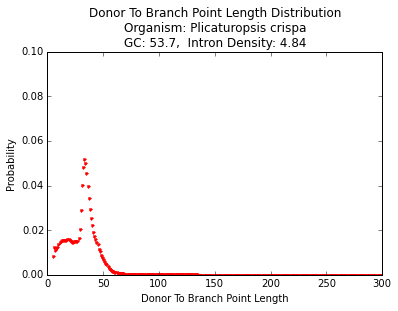 Donor To Branch Point Length Distribution
Organism: Plicaturopsis crispa
GC: 53.7,  Intron Density: 4.84
0.10
0.08
0.06
0.04
0.02
0.00
Probability
0 50 100 150 200 250 300
Donor To Branch Point Length